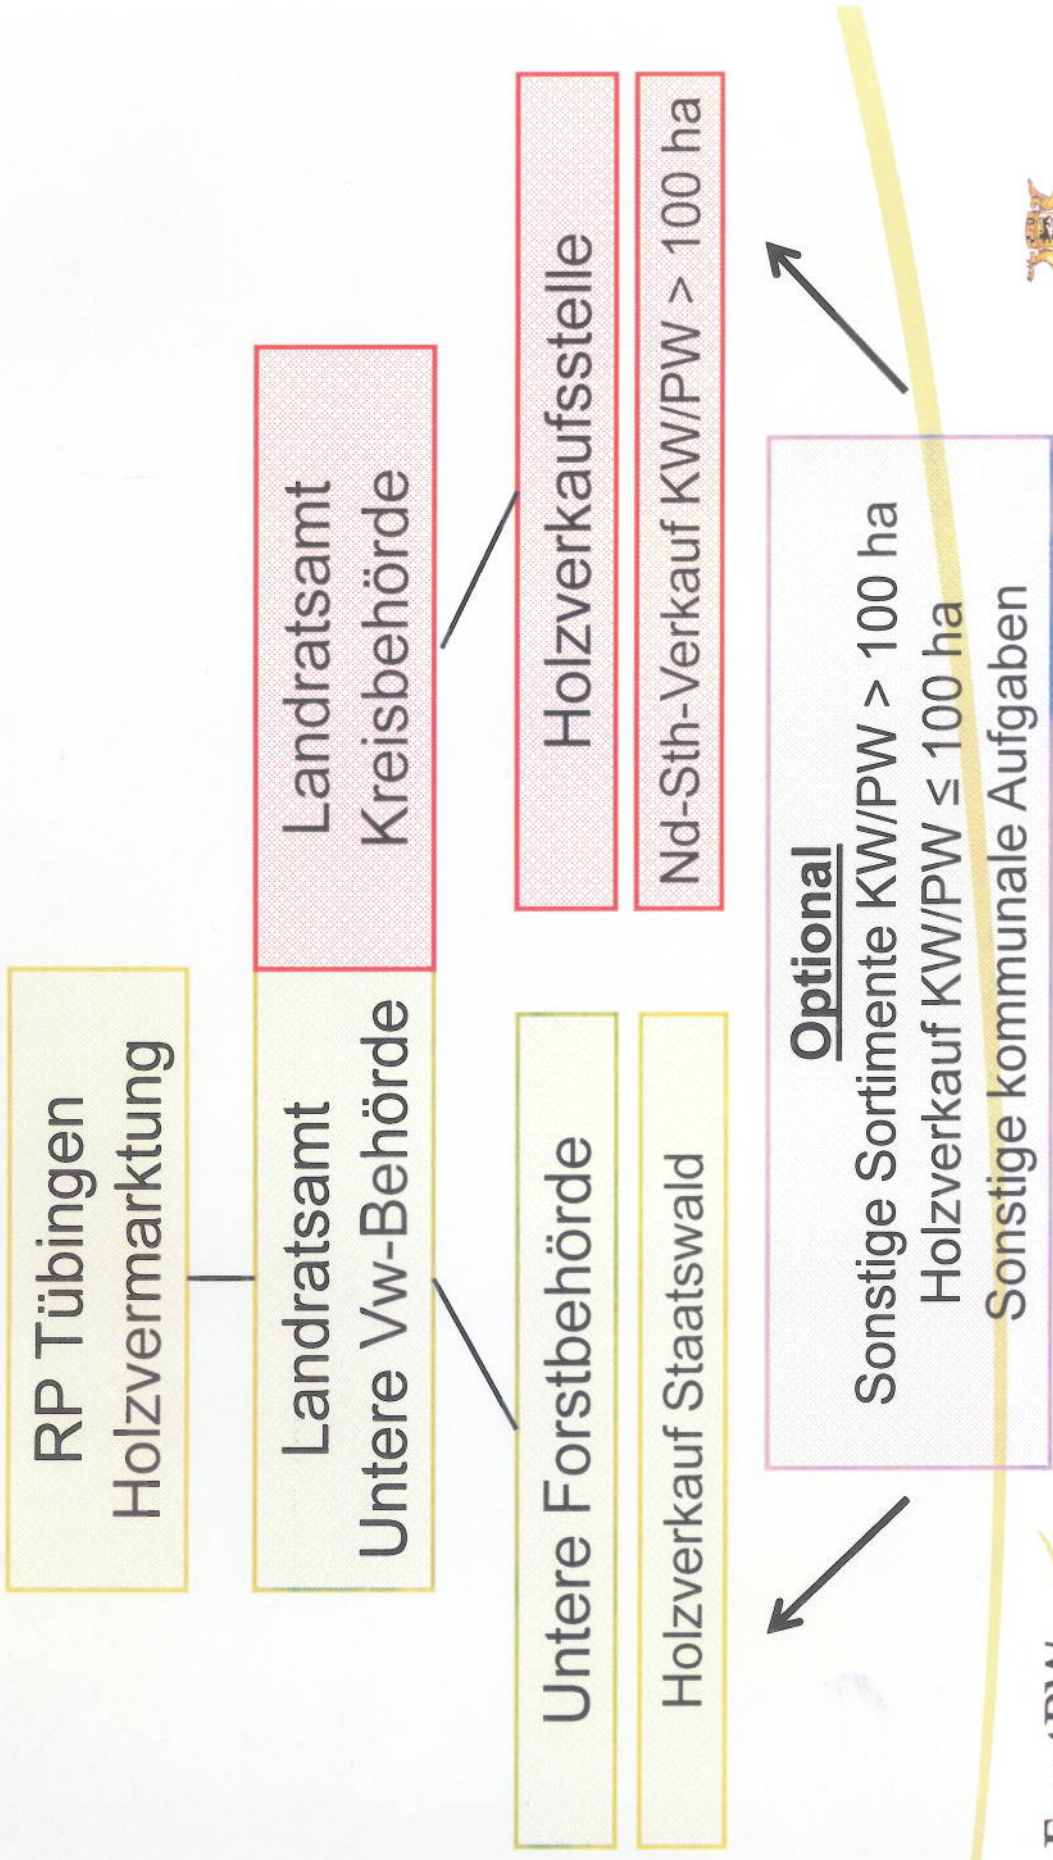 RP Tübingen
Holzvermarktung
Landratsamt
Untere Vw-Behörde
Landratsamt
Kreisbehörde
Untere Forstbehörde
Holzverkauf Staatswald
Holzverkaufsstelle
Nd-Sth-Verkauf KW/PW > 100 ha
Optional
Sonstige Sortimente KW/PW > 100 ha
Holzverkauf KW/PW ≤ 100 ha
Sonstige kommunale Aufgaben